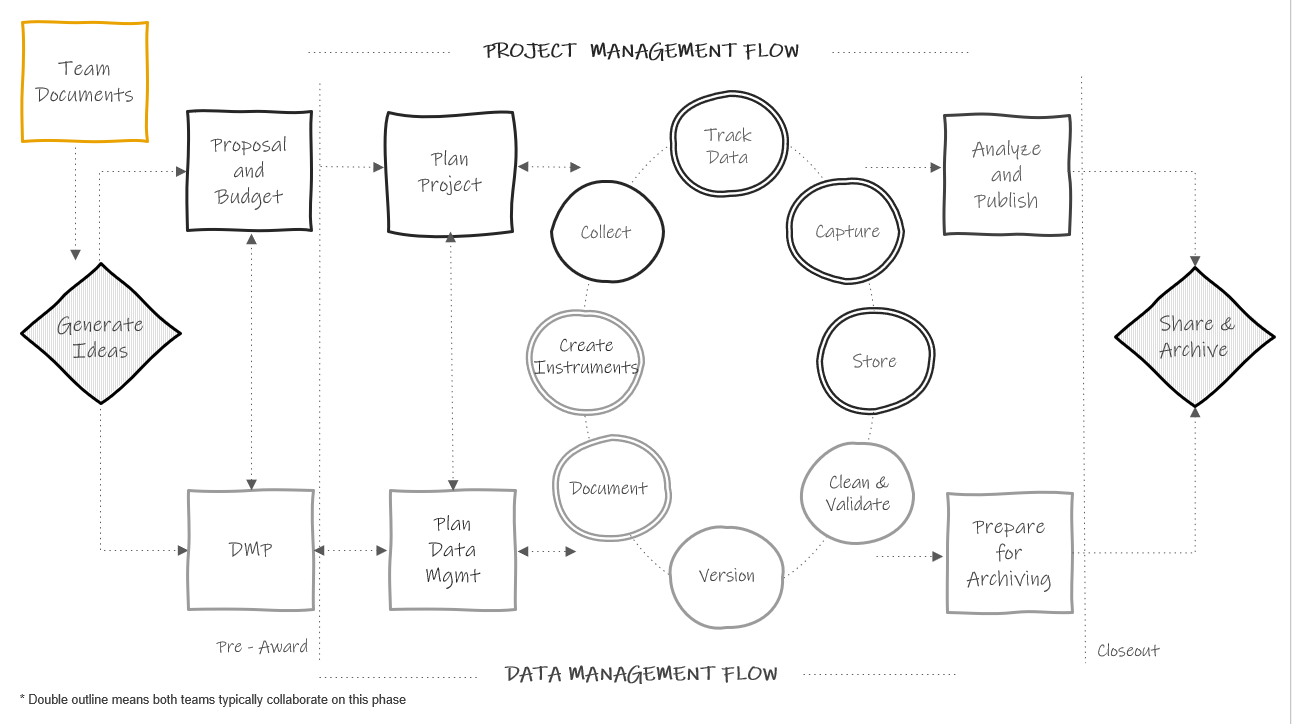 PROJECT MANAGEMENT FLOW
Team
Documents
Proposal
and
Budget
Plan
Project
Track
Data
Collect
Capture
Analyze
and
Publish
Generate
Ideas
Create
Instruments
Store
Share &
Archive
Document
Clean &
Validate
DMP
Plan
Data
Mgmt
Version
Prepare
for
Archiving
Pre - Award
Closeout
DATA MANAGEMENT FLOW
* Double outline means both teams typically collaborate on this phase